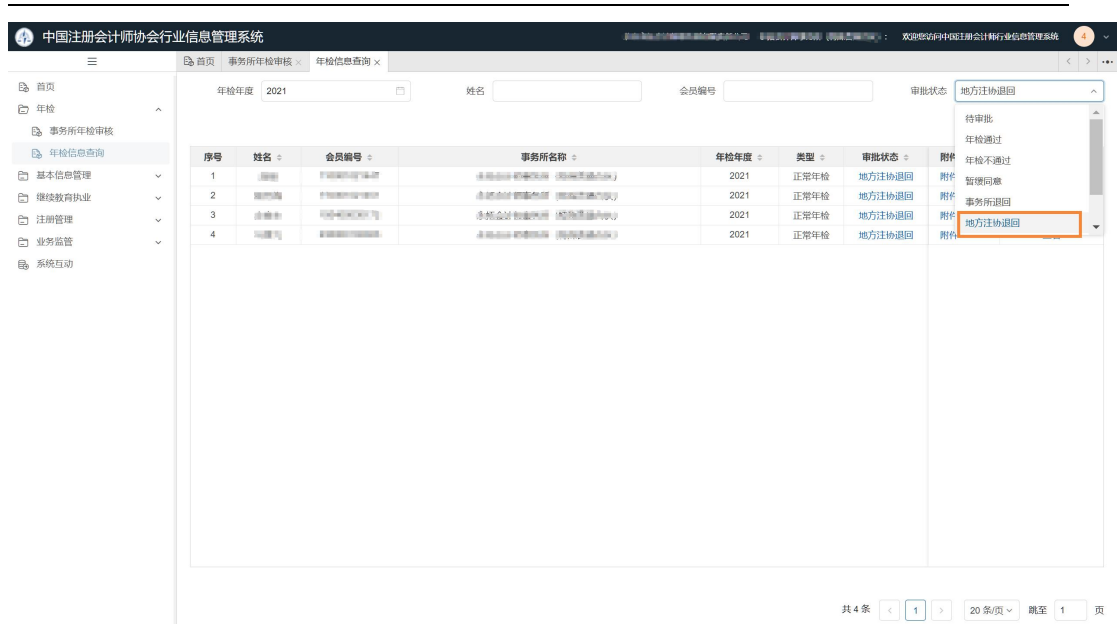 中国注册会计师协会行业信息管理系统
欢迎您访问中国注册会计师行业信息管理系统
4
首页 事务所年检审核 × 年检信息查询 ×
首页
年检
事务所年检审核
年检信息查询
基本信息管理
继续教育执业
注册管理
业务监管
系统互动
年检年度 2021 姓名 会员编号 审批状态 地方注协退回
待审批
年检通过
年检不通过
暂缓同意
事务所退回
地方注协退回
序号 姓名 会员编号 事务所名称 年检年度 类型 审批状态 附件
1 2021 正常年检 地方注协退回 附件
2 2021 正常年检 地方注协退回 附件
3 2021 正常年检 地方注协退回 附件
4 2021 正常年检 地方注协退回 附件
共 4 条 < 1 > 20 条/页 跳至 1 页